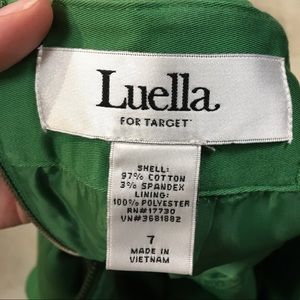 Luella
FOR TARGET
SHELL:
97% COTTON
3% SPANDEX
LINING:
100% POLYESTER
RN#17730
VN#3681882
7
MADE IN
VIETNAM